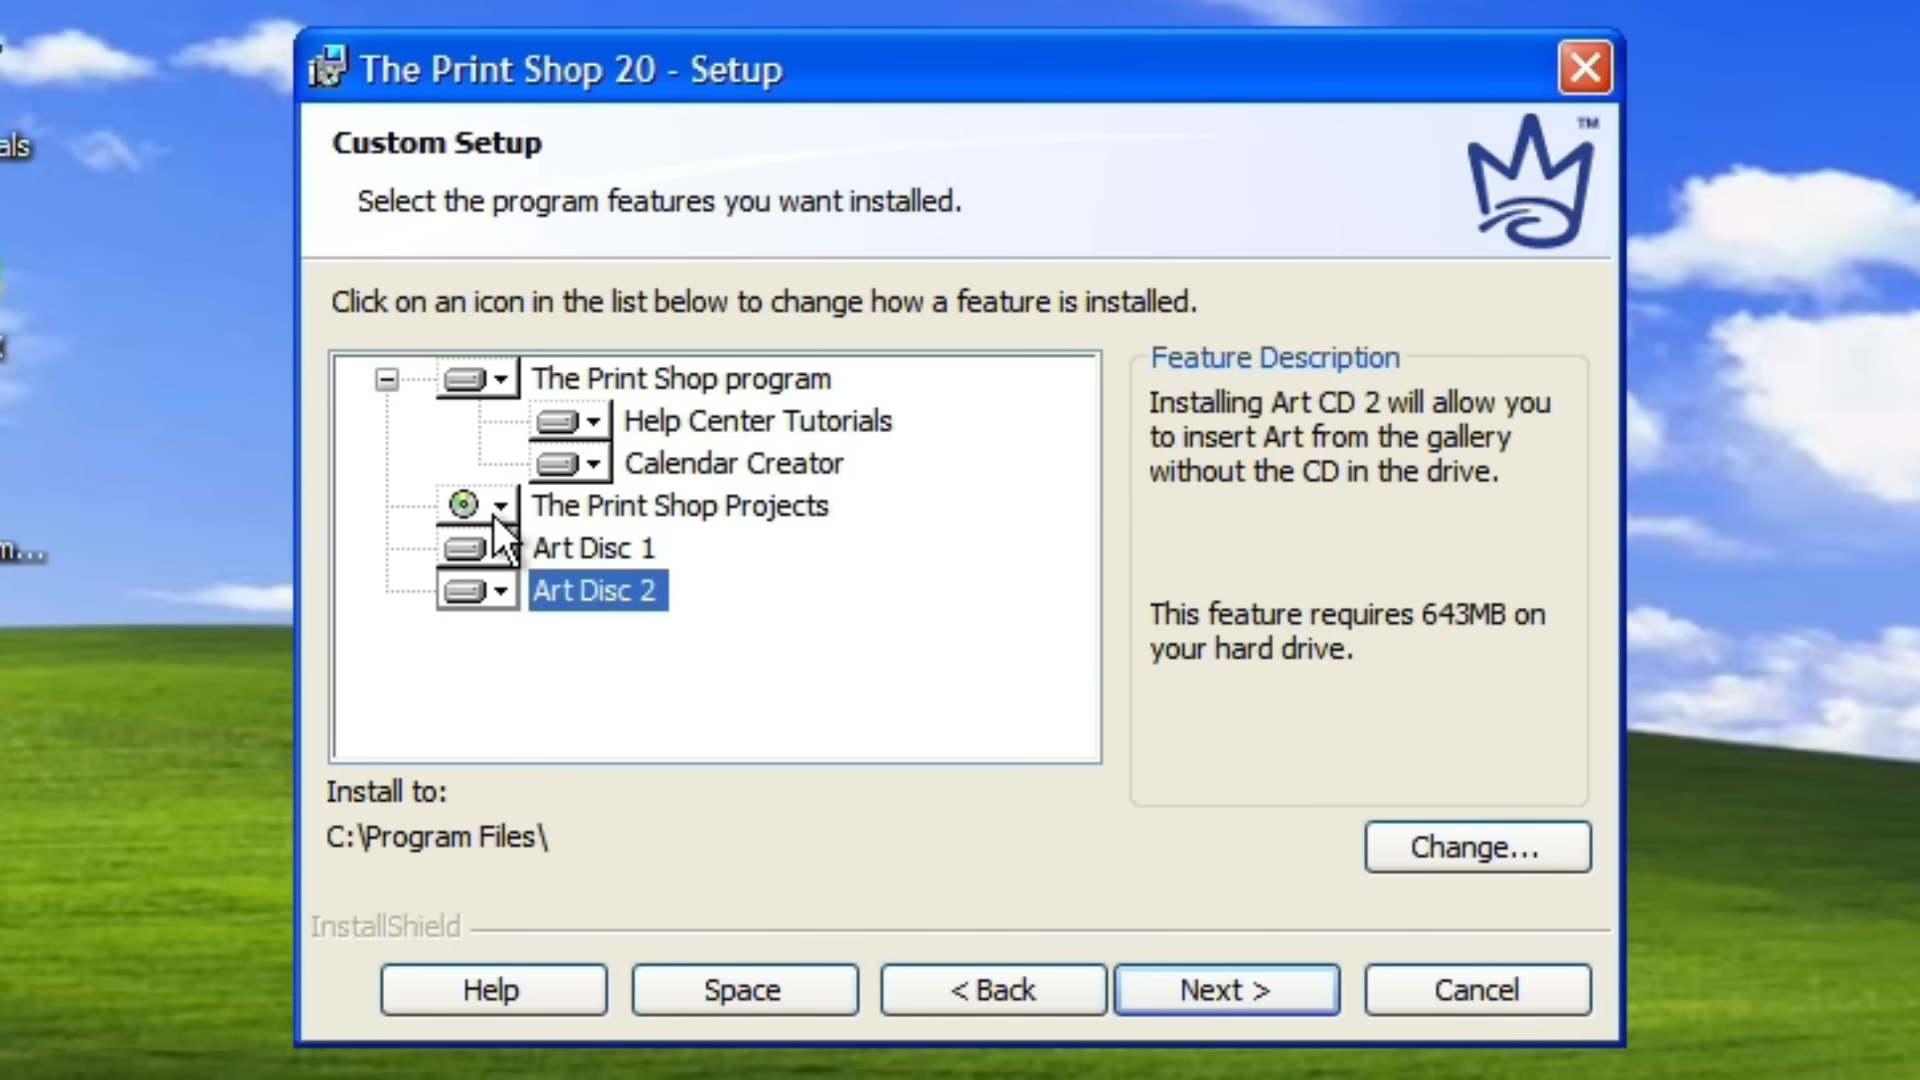 The Print Shop 20 - Setup
Custom Setup
TM
Select the program features you want installed.
Click on an icon in the list below to change how a feature is installed.
The Print Shop program
Help Center Tutorials
Calendar Creator
The Print Shop Projects
Art Disc 1
Art Disc 2
Feature Description
Installing Art CD 2 will allow you
to insert Art from the gallery
without the CD in the drive.
This feature requires 643MB on
your hard drive.
Install to:
C:\Program Files\
Change...
InstallShield
Help
Space
< Back
Next >
Cancel
als
m...